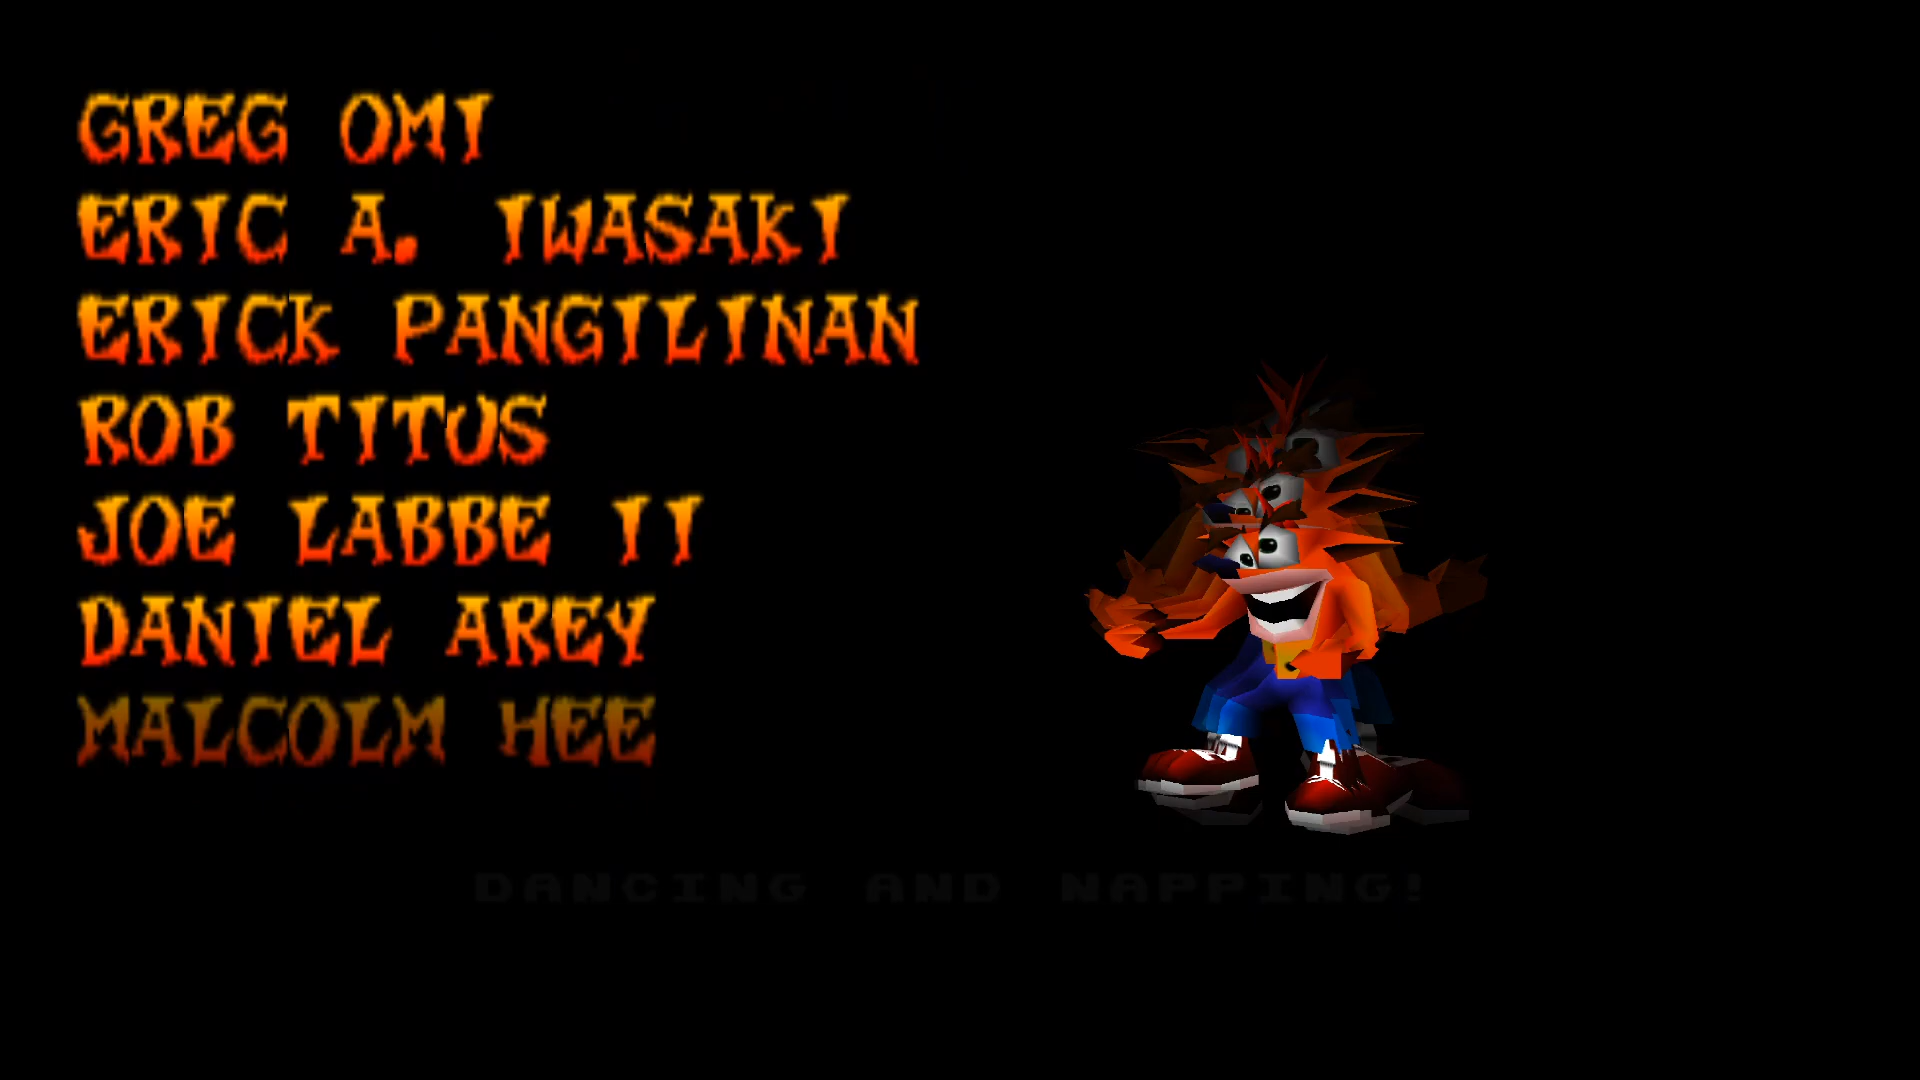 GREG OMI
ERIC A. IWASAKI
ERICK PANGILINAN
ROB TITUS
JOE LABBE II
DANIEL AREY
MALCOLM HEE
DANCING AND NAPPING!